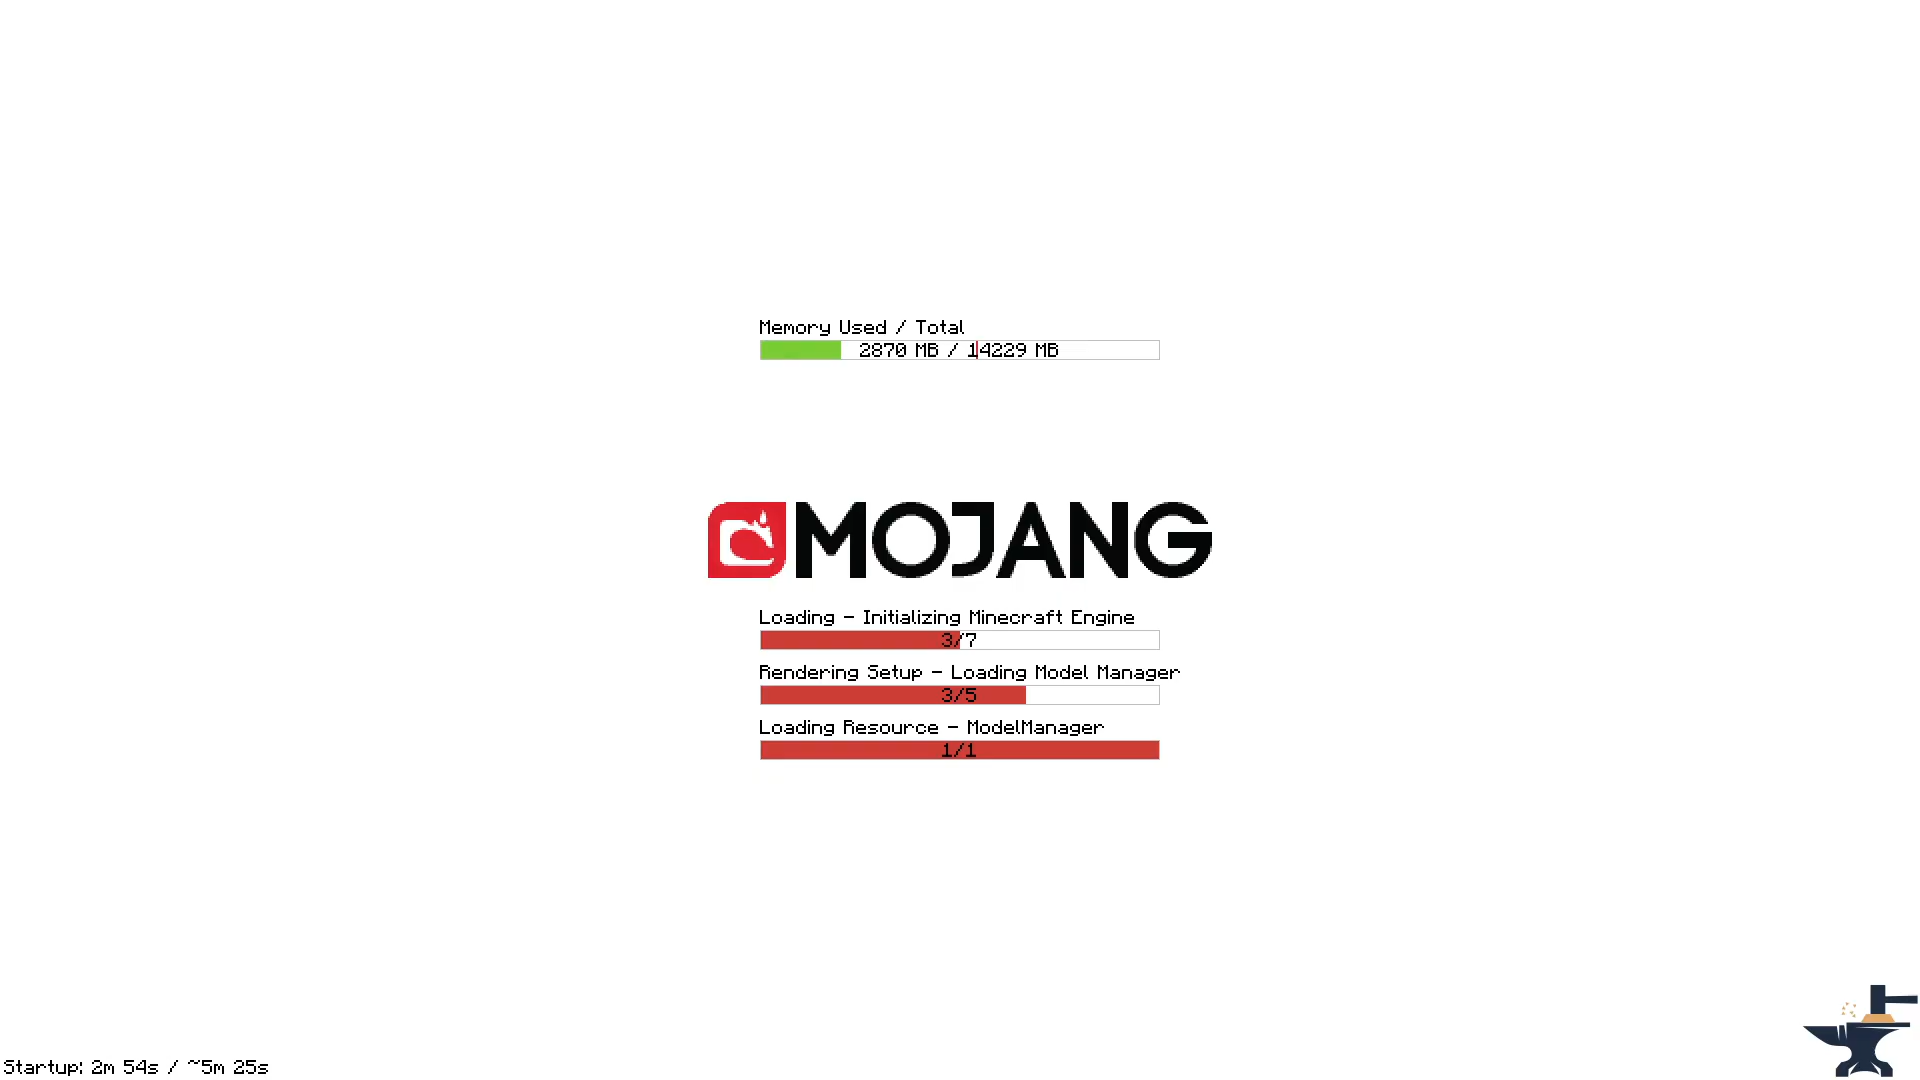 Memory Used / Total
2870 MB / 14229 MB
MOJANG
Loading - Initializing Minecraft Engine
3/7
Rendering Setup - Loading Model Manager
3/5
Loading Resource - ModelManager
1/1
Startup: 2m 54s / ~5m 25s